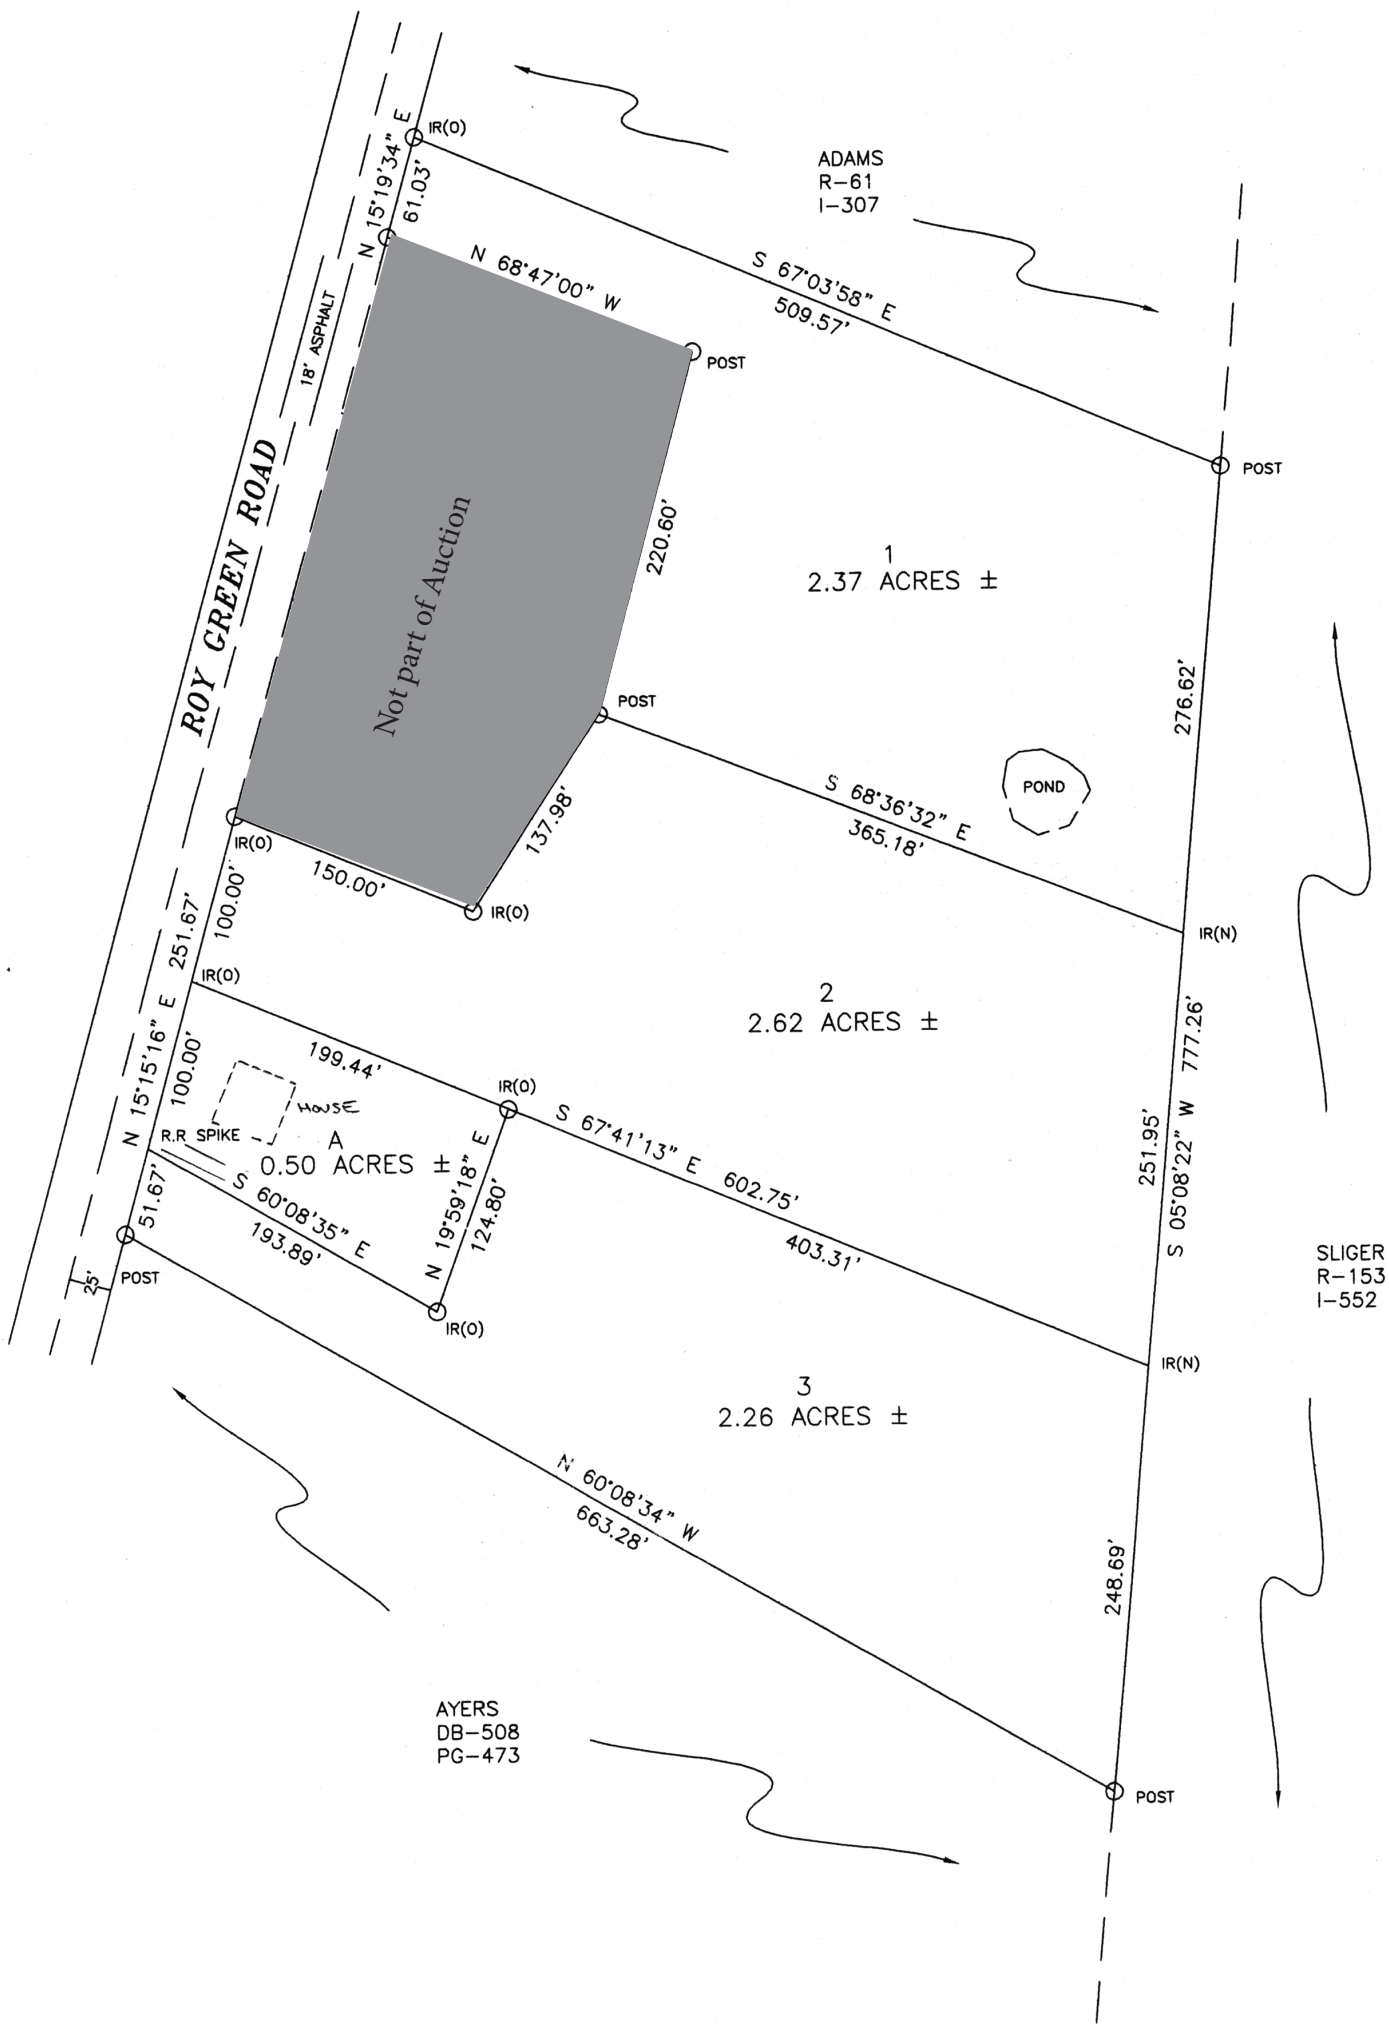 IR(O)
N 15°19'34" E
61.03'
ADAMS
R-61
I-307
N 68°47'00" W
S 67°03'58" E
509.57'
18' ASPHALT
POST
POST
ROY GREEN ROAD
Not part of Auction
220.60'
1
2.37 ACRES ±
276.62'
POST
POND
S 68°36'32" E
365.18'
137.98'
IR(O)
150.00'
IR(O)
IR(N)
100.00'
N 15°15'16" E 251.67'
IR(O)
2
2.62 ACRES ±
S 05°08'22" W 777.26'
251.95'
199.44'
100.00'
HOUSE
IR(O)
R.R SPIKE
A
0.50 ACRES ±
S 67°41'13" E 602.75'
403.31'
N 19°59'18" E
124.80'
S 60°08'35" E
193.89'
51.67'
SLIGER
R-153
I-552
25'
POST
IR(O)
IR(N)
3
2.26 ACRES ±
N 60°08'34" W
663.28'
248.69'
AYERS
DB-508
PG-473
POST